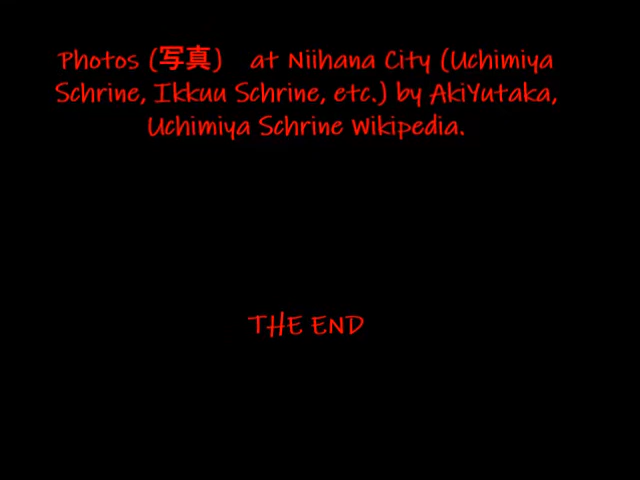 Photos (写真) at Niihana City (Uchimiya
Schrine, Ikkuu Schrine, etc.) by AkiYutaka,
Uchimiya Schrine Wikipedia.
THE END